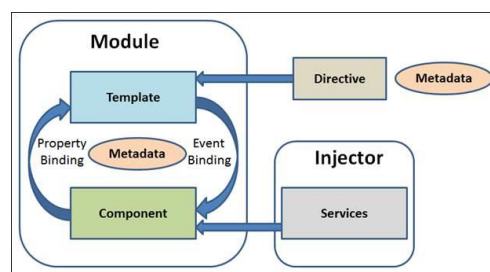 Module
Template
Directive
Metadata
Property
Binding
Metadata
Event
Binding
Injector
Component
Services